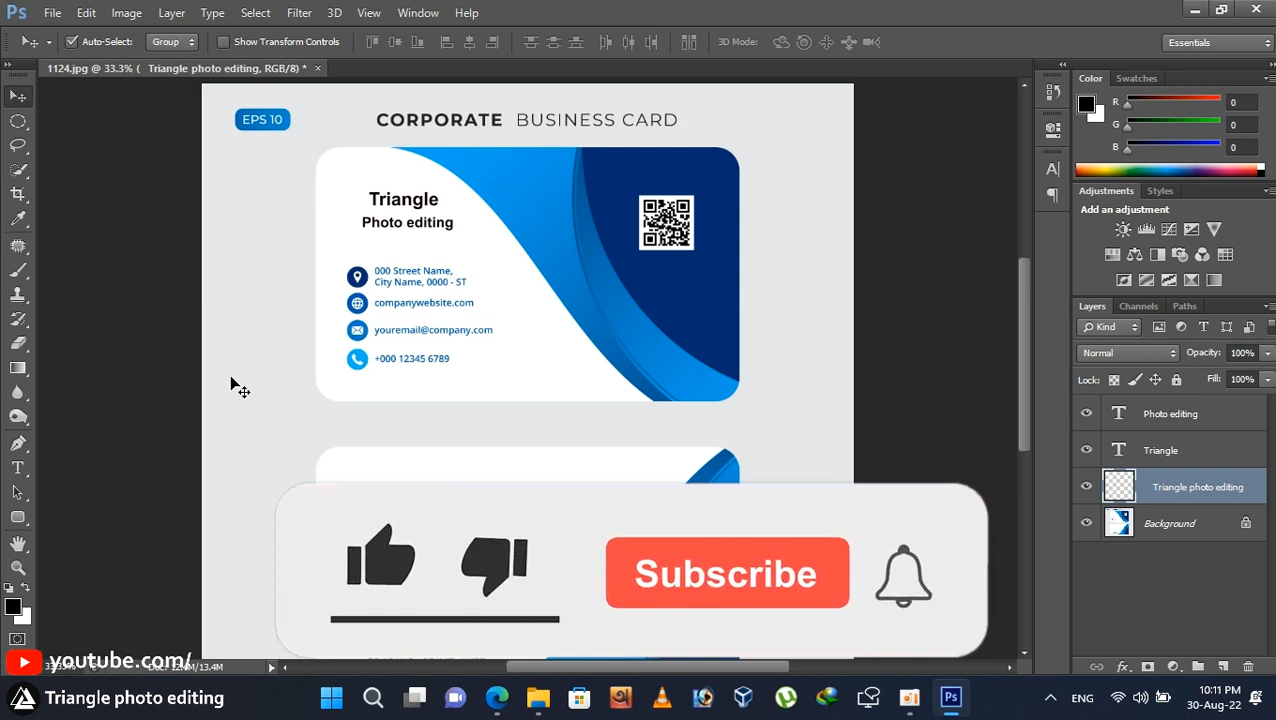 Ps File Edit Image Layer Type Select Filter 3D View Window Help
Auto-Select: Group Show Transform Controls 3D Mode: Essentials
1124.jpg @ 33.3% ( Triangle photo editing, RGB/8) * ×
EPS 10
CORPORATE BUSINESS CARD
Triangle
Photo editing
000 Street Name,
City Name, 0000 - ST
companywebsite.com
youremail@company.com
+000 12345 6789
Color Swatches
R 0
G 0
B 0
Adjustments Styles
Add an adjustment
Layers Channels Paths
Kind
Normal Opacity: 100%
Lock: Fill: 100%
Photo editing
Triangle
Triangle photo editing
Background
Subscribe
youtube.com/
Triangle photo editing
ENG
10:11 PM
30-Aug-22